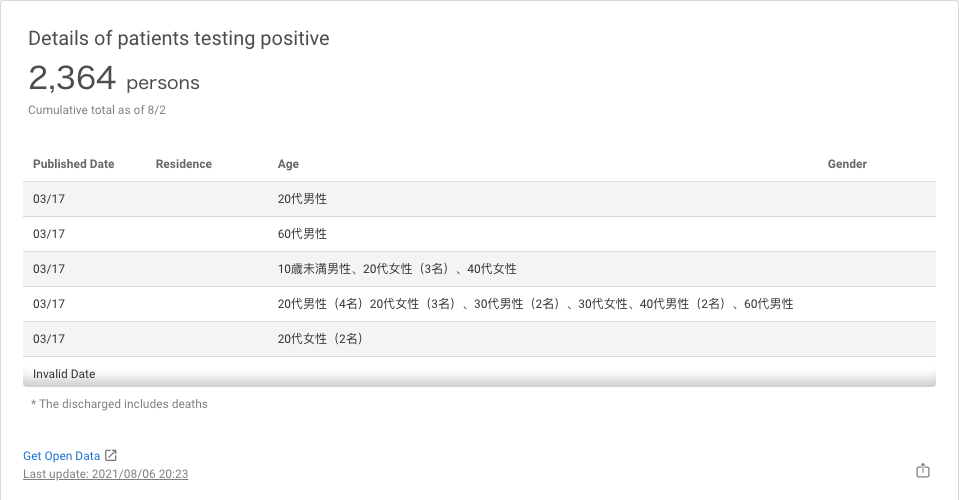 Details of patients testing positive
2,364 persons
Cumulative total as of 8/2
Published Date Residence Age Gender
03/17 20代男性
03/17 60代男性
03/17 10歳未満男性、20代女性（3名）、40代女性
03/17 20代男性（4名）20代女性（3名）、30代男性（2名）、30代女性、40代男性（2名）、60代男性
03/17 20代女性（2名）
Invalid Date
* The discharged includes deaths
Get Open Data
Last update: 2021/08/06 20:23